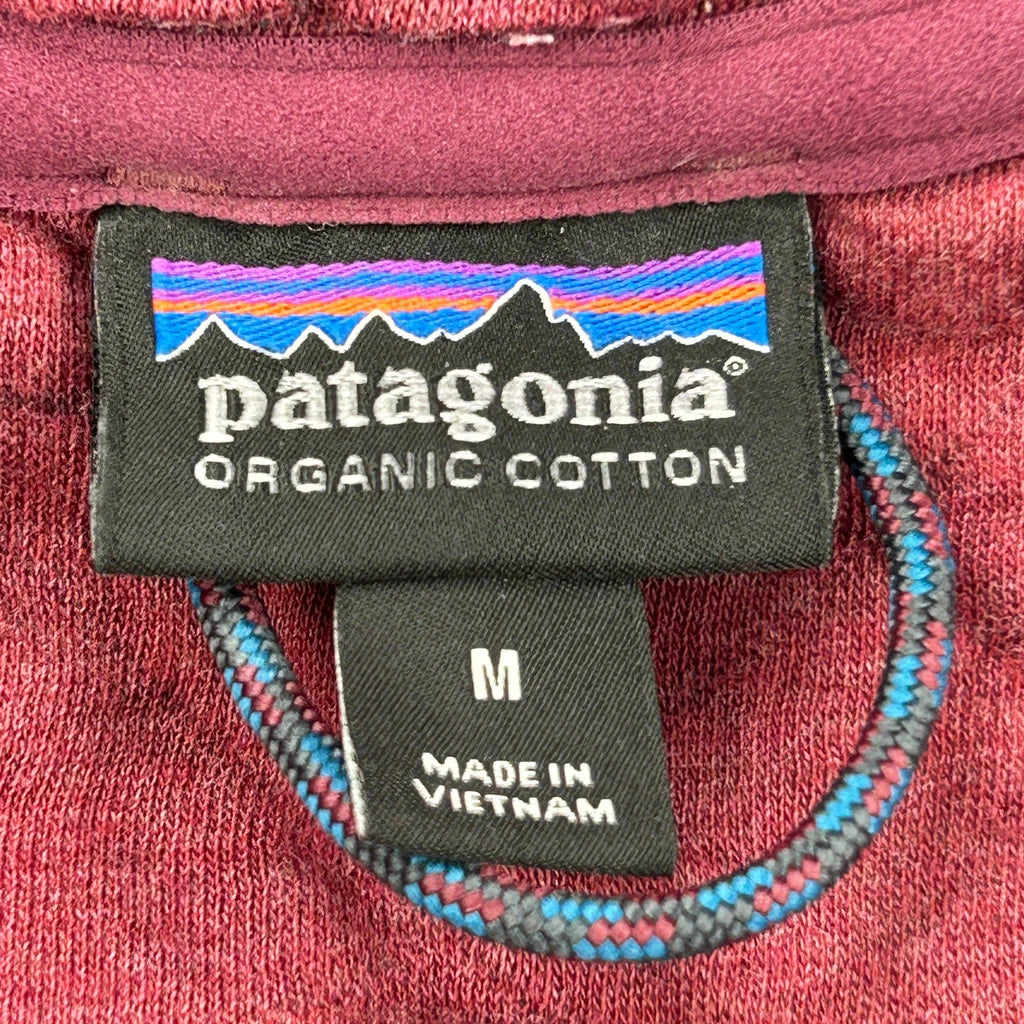 patagonia®
ORGANIC COTTON
M
MADE IN
VIETNAM